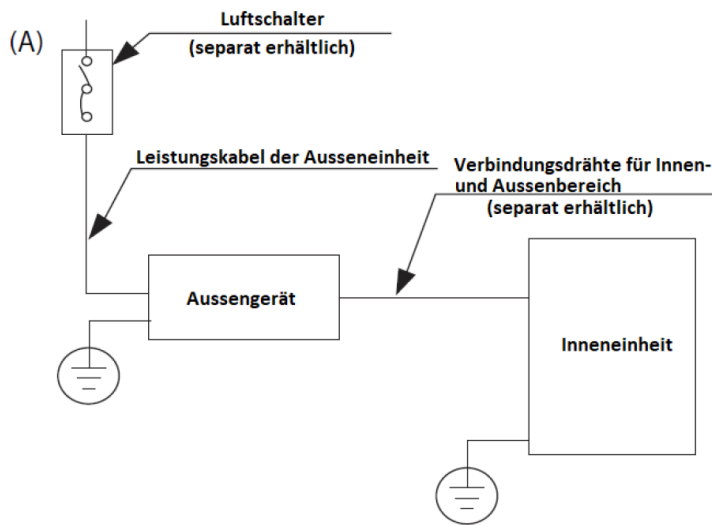 (A)
Luftschalter
(separat erhältlich)
Leistungskabel der Ausseneinheit
Verbindungsdrähte für Innen-
und Aussenbereich
(separat erhältlich)
Aussengerät
Inneneinheit